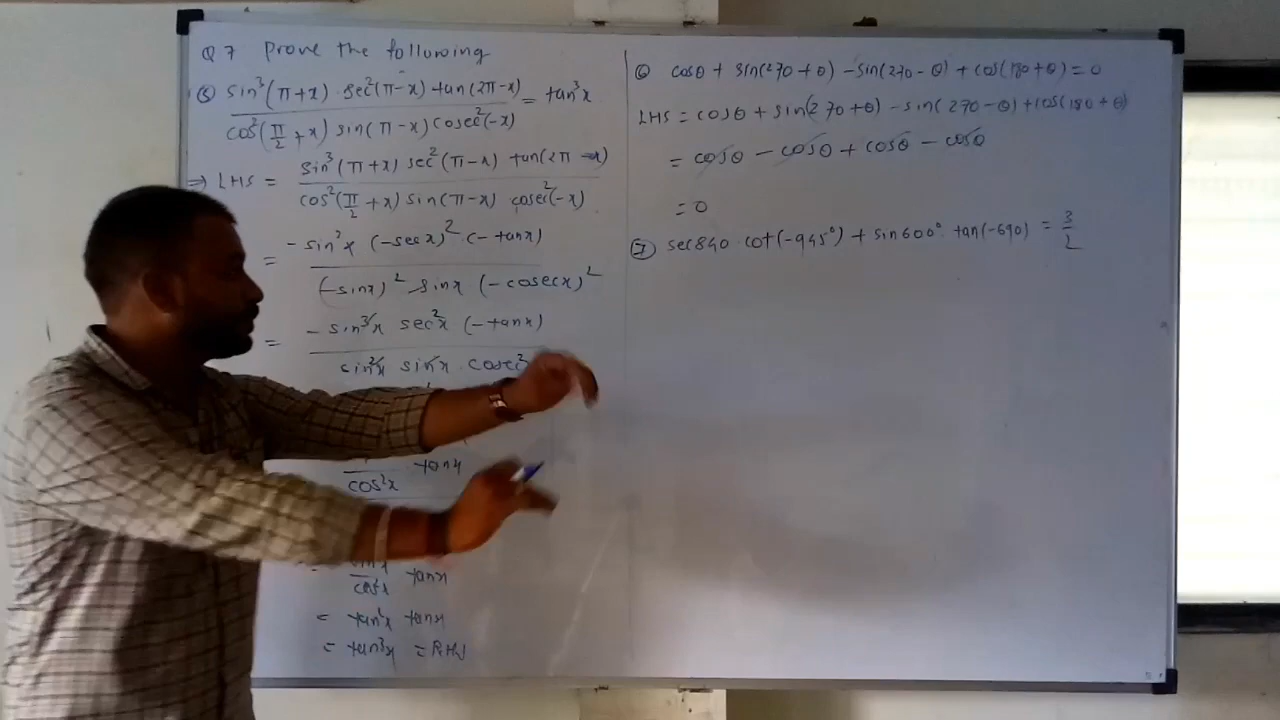 Q 7 Prove the following
(5) sin³(π+x) · sec²(π-x) tan(2π-x) = tan³x
cos²(π/2 + x) sin(π-x) cosec²(-x)
⇒ LHS = sin³(π+x) sec²(π-x) tan(2π-x)
cos²(π/2 +x) sin(π-x) cosec²(-x)
= -sin³x (-secx)² (-tanx)
(-sinx)² sinx (-cosecx)²
= -sin³x sec²x (-tanx)
sin²x sinx · cosec²
cos²x tanx
cos²x tanx
= tan²x tanx
= tan³x = RHS
(6) cosθ + sin(270+θ) - sin(270-θ) + cos(180+θ) = 0
LHS = cosθ + sin(270+θ) - sin(270-θ) + cos(180+θ)
= cosθ - cosθ + cosθ - cosθ
= 0
(7) sec840 · cot(-945°) + sin600° tan(-690) = 3/2